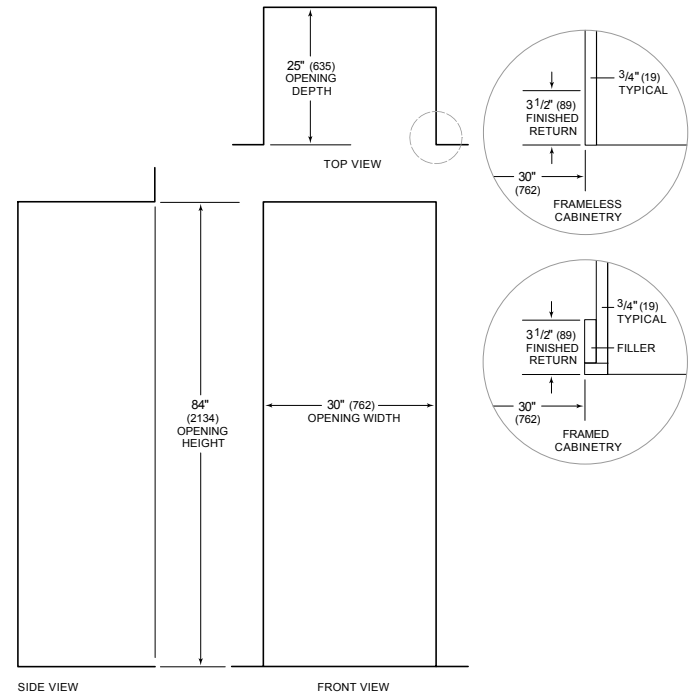 25" (635)
OPENING
DEPTH
TOP VIEW
3/4" (19)
TYPICAL
3 1/2" (89)
FINISHED
RETURN
30"
(762)
FRAMELESS
CABINETRY
3/4" (19)
TYPICAL
3 1/2" (89)
FINISHED
RETURN
FILLER
30"
(762)
FRAMED
CABINETRY
84"
(2134)
OPENING
HEIGHT
30" (762)
OPENING WIDTH
SIDE VIEW
FRONT VIEW